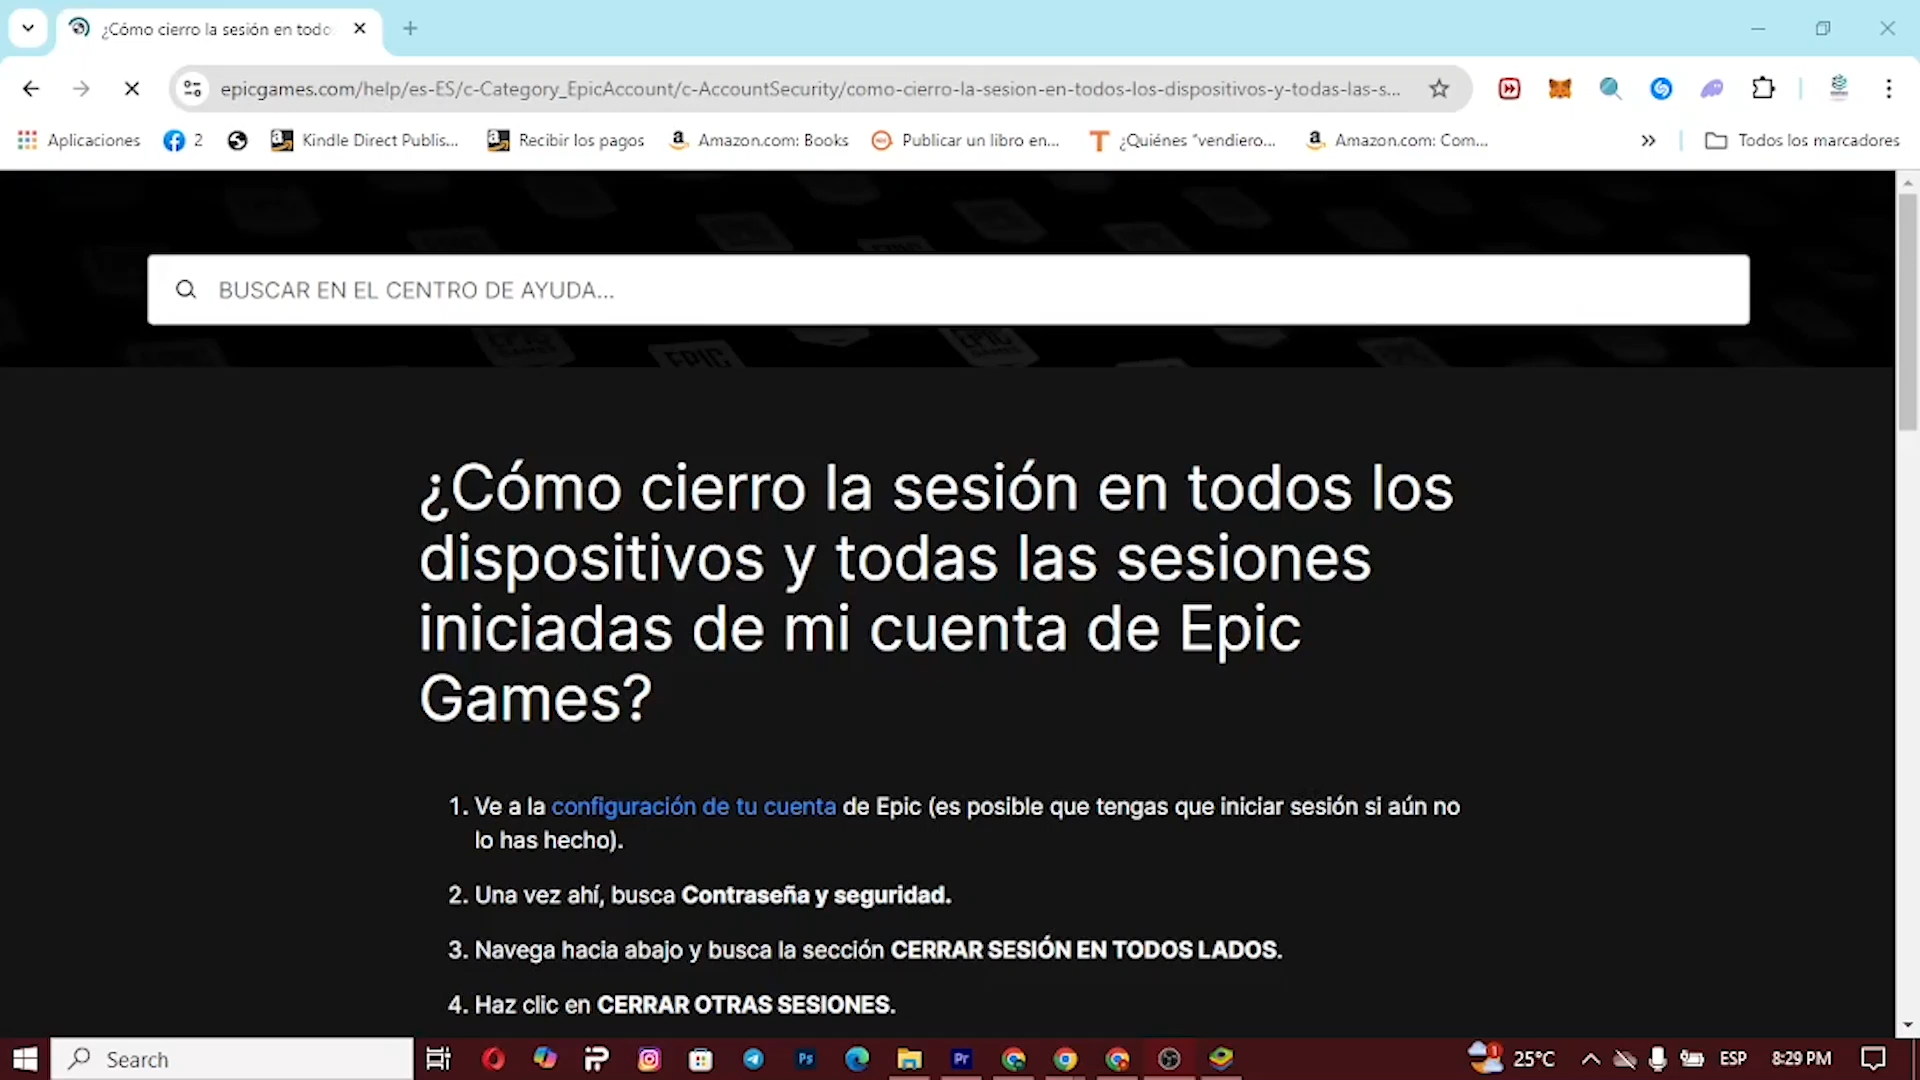 ¿Cómo cierro la sesión en todo
epicgames.com/help/es-ES/c-Category_EpicAccount/c-AccountSecurity/como-cierro-la-sesion-en-todos-los-dispositivos-y-todas-las-s...
Aplicaciones 2 Kindle Direct Publis... Recibir los pagos Amazon.com: Books Publicar un libro en... ¿Quiénes "vendiero... Amazon.com: Com... Todos los marcadores
BUSCAR EN EL CENTRO DE AYUDA...
EPIC GAMES
EPIC
¿Cómo cierro la sesión en todos los
dispositivos y todas las sesiones
iniciadas de mi cuenta de Epic
Games?
1. Ve a la configuración de tu cuenta de Epic (es posible que tengas que iniciar sesión si aún no
lo has hecho).
2. Una vez ahí, busca Contraseña y seguridad.
3. Navega hacia abajo y busca la sección CERRAR SESIÓN EN TODOS LADOS.
4. Haz clic en CERRAR OTRAS SESIONES.
Search Ps Pr 25°C ESP 8:29 PM